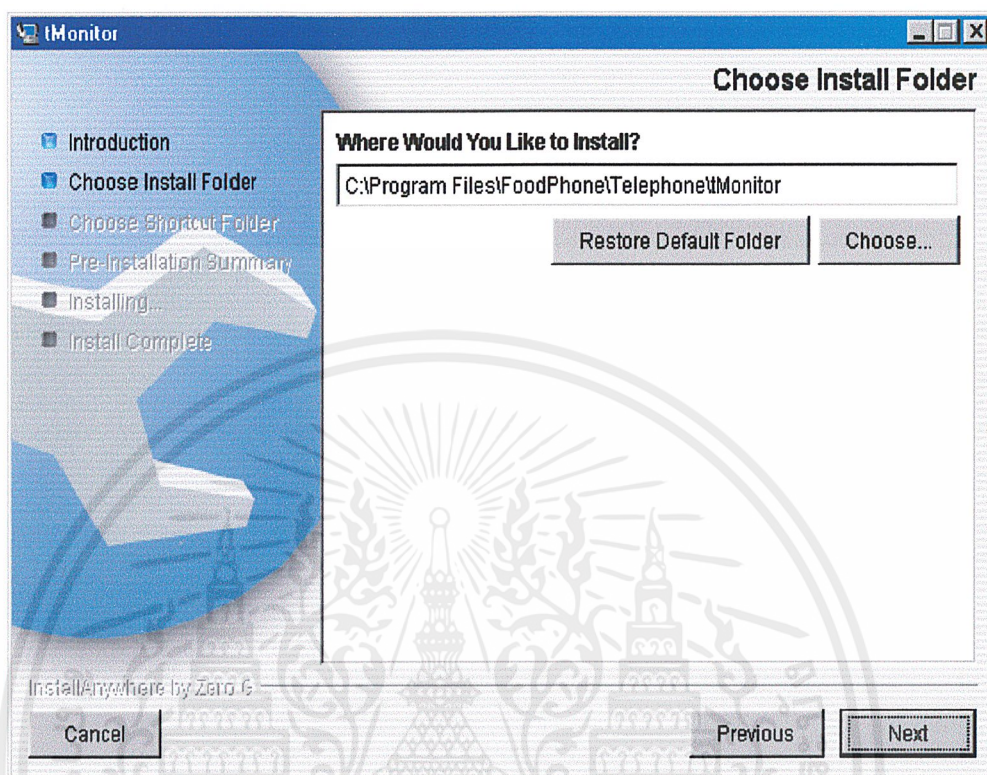 tMonitor
Choose Install Folder
Introduction
Choose Install Folder
Choose Shortcut Folder
Pre-Installation Summary
Installing...
Install Complete
Where Would You Like to Install?
C:\Program Files\FoodPhone\Telephone\tMonitor
Restore Default Folder
Choose...
InstallAnywhere by Zero G
Cancel
Previous
Next